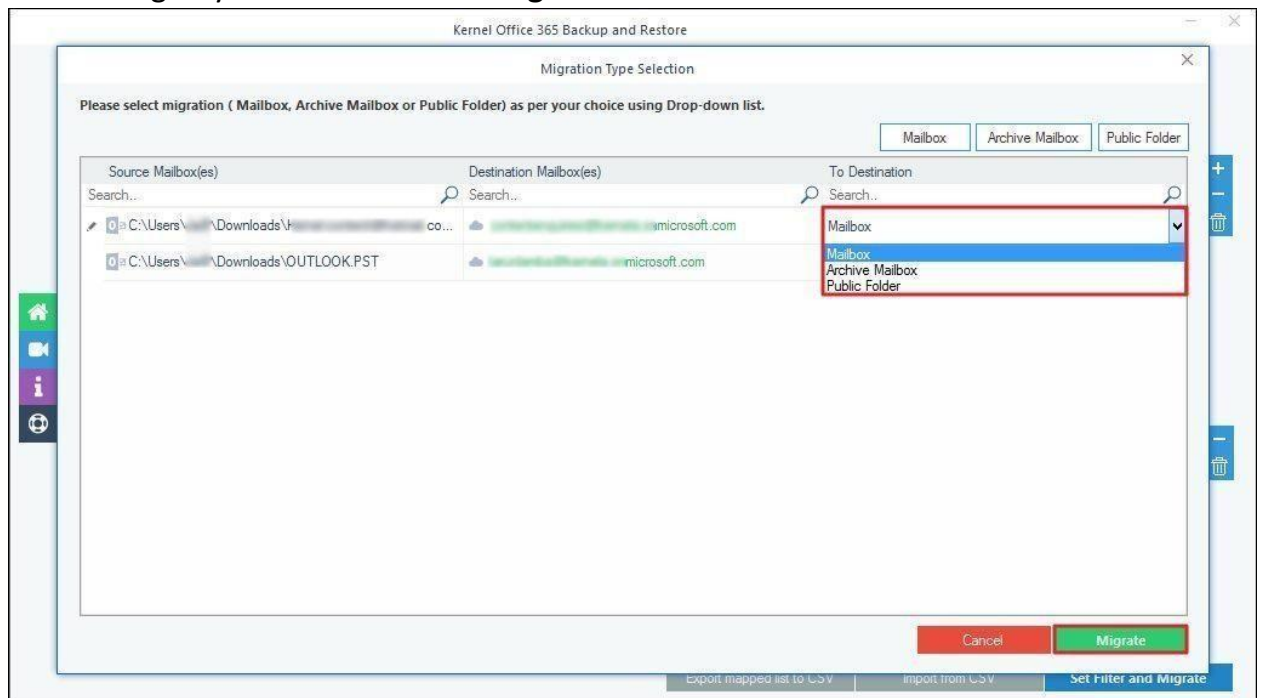 Kernel Office 365 Backup and Restore
Migration Type Selection
Please select migration ( Mailbox, Archive Mailbox or Public Folder) as per your choice using Drop-down list.
Mailbox Archive Mailbox Public Folder
Source Mailbox(es) Destination Mailbox(es) To Destination
Search.. Search.. Search..
C:\Users\ \Downloads\ co... microsoft.com Mailbox
C:\Users\ \Downloads\OUTLOOK.PST microsoft.com Mailbox
Archive Mailbox
Public Folder
Cancel Migrate
Export mapped list to CSV Import from CSV Set Filter and Migrate